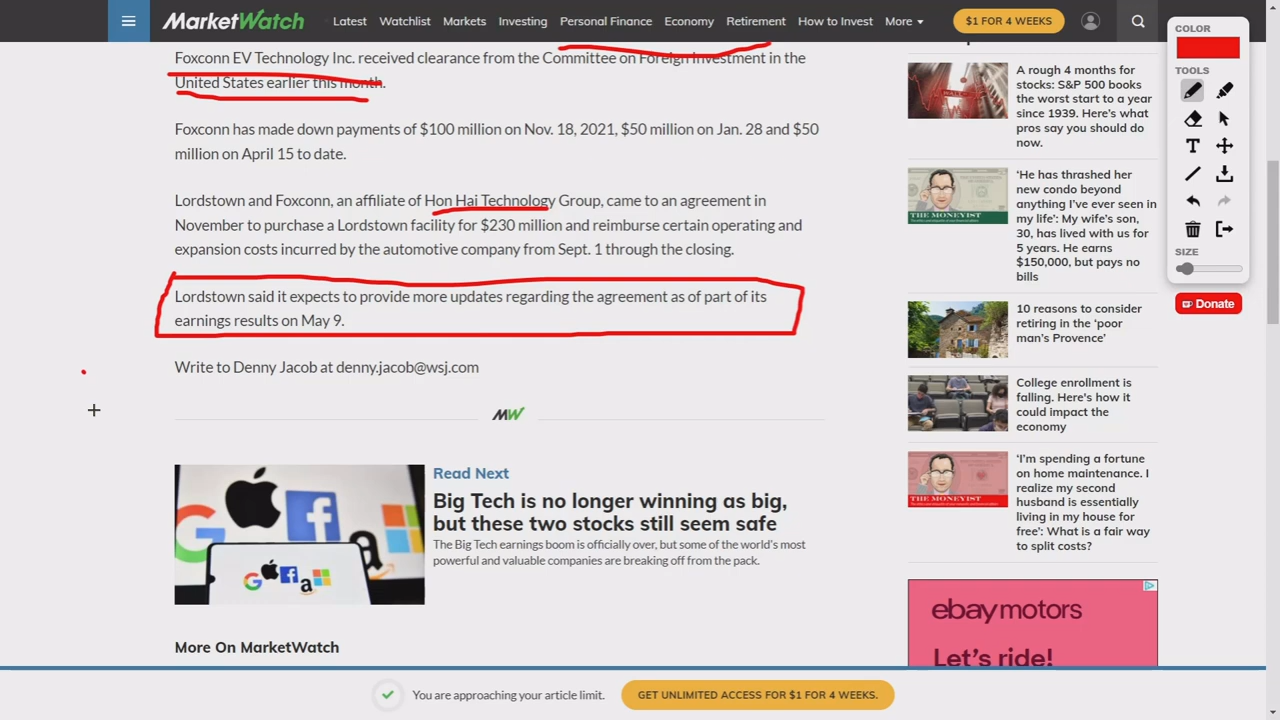 MarketWatch
Latest Watchlist Markets Investing Personal Finance Economy Retirement How to Invest More
$1 FOR 4 WEEKS
Foxconn EV Technology Inc. received clearance from the Committee on Foreign Investment in the
United States earlier this month.
Foxconn has made down payments of $100 million on Nov. 18, 2021, $50 million on Jan. 28 and $50
million on April 15 to date.
Lordstown and Foxconn, an affiliate of Hon Hai Technology Group, came to an agreement in
November to purchase a Lordstown facility for $230 million and reimburse certain operating and
expansion costs incurred by the automotive company from Sept. 1 through the closing.
Lordstown said it expects to provide more updates regarding the agreement as of part of its
earnings results on May 9.
Write to Denny Jacob at denny.jacob@wsj.com
MW
Read Next
Big Tech is no longer winning as big,
but these two stocks still seem safe
The Big Tech earnings boom is officially over, but some of the world's most
powerful and valuable companies are breaking off from the pack.
More On MarketWatch
A rough 4 months for
stocks: S&P 500 books
the worst start to a year
since 1939. Here's what
pros say you should do
now.
THE MONEYIST
‘He has thrashed her
new condo beyond
anything I've ever seen in
my life': My wife's son,
30, has lived with us for
5 years. He earns
$150,000, but pays no
bills
10 reasons to consider
retiring in the ‘poor
man's Provence’
College enrollment is
falling. Here's how it
could impact the
economy
THE MONEYIST
‘I'm spending a fortune
on home maintenance. I
realize my second
husband is essentially
living in my house for
free’: What is a fair way
to split costs?
ebay motors
Let's ride!
COLOR
TOOLS
T
SIZE
Donate
You are approaching your article limit.
GET UNLIMITED ACCESS FOR $1 FOR 4 WEEKS.